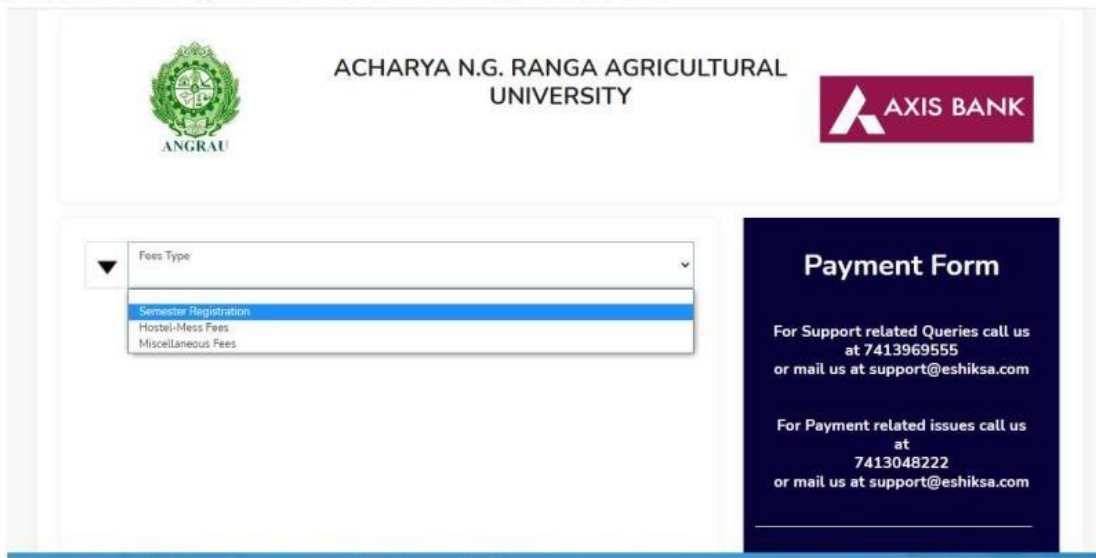 ACHARYA N.G. RANGA AGRICULTURAL
UNIVERSITY
ANGRAU
AXIS BANK
Fees Type
Semester Registration
Hostel-Mess Fees
Miscellaneous Fees
Payment Form
For Support related Queries call us
at 7413969555
or mail us at support@eshiksa.com
For Payment related issues call us
at
7413048222
or mail us at support@eshiksa.com